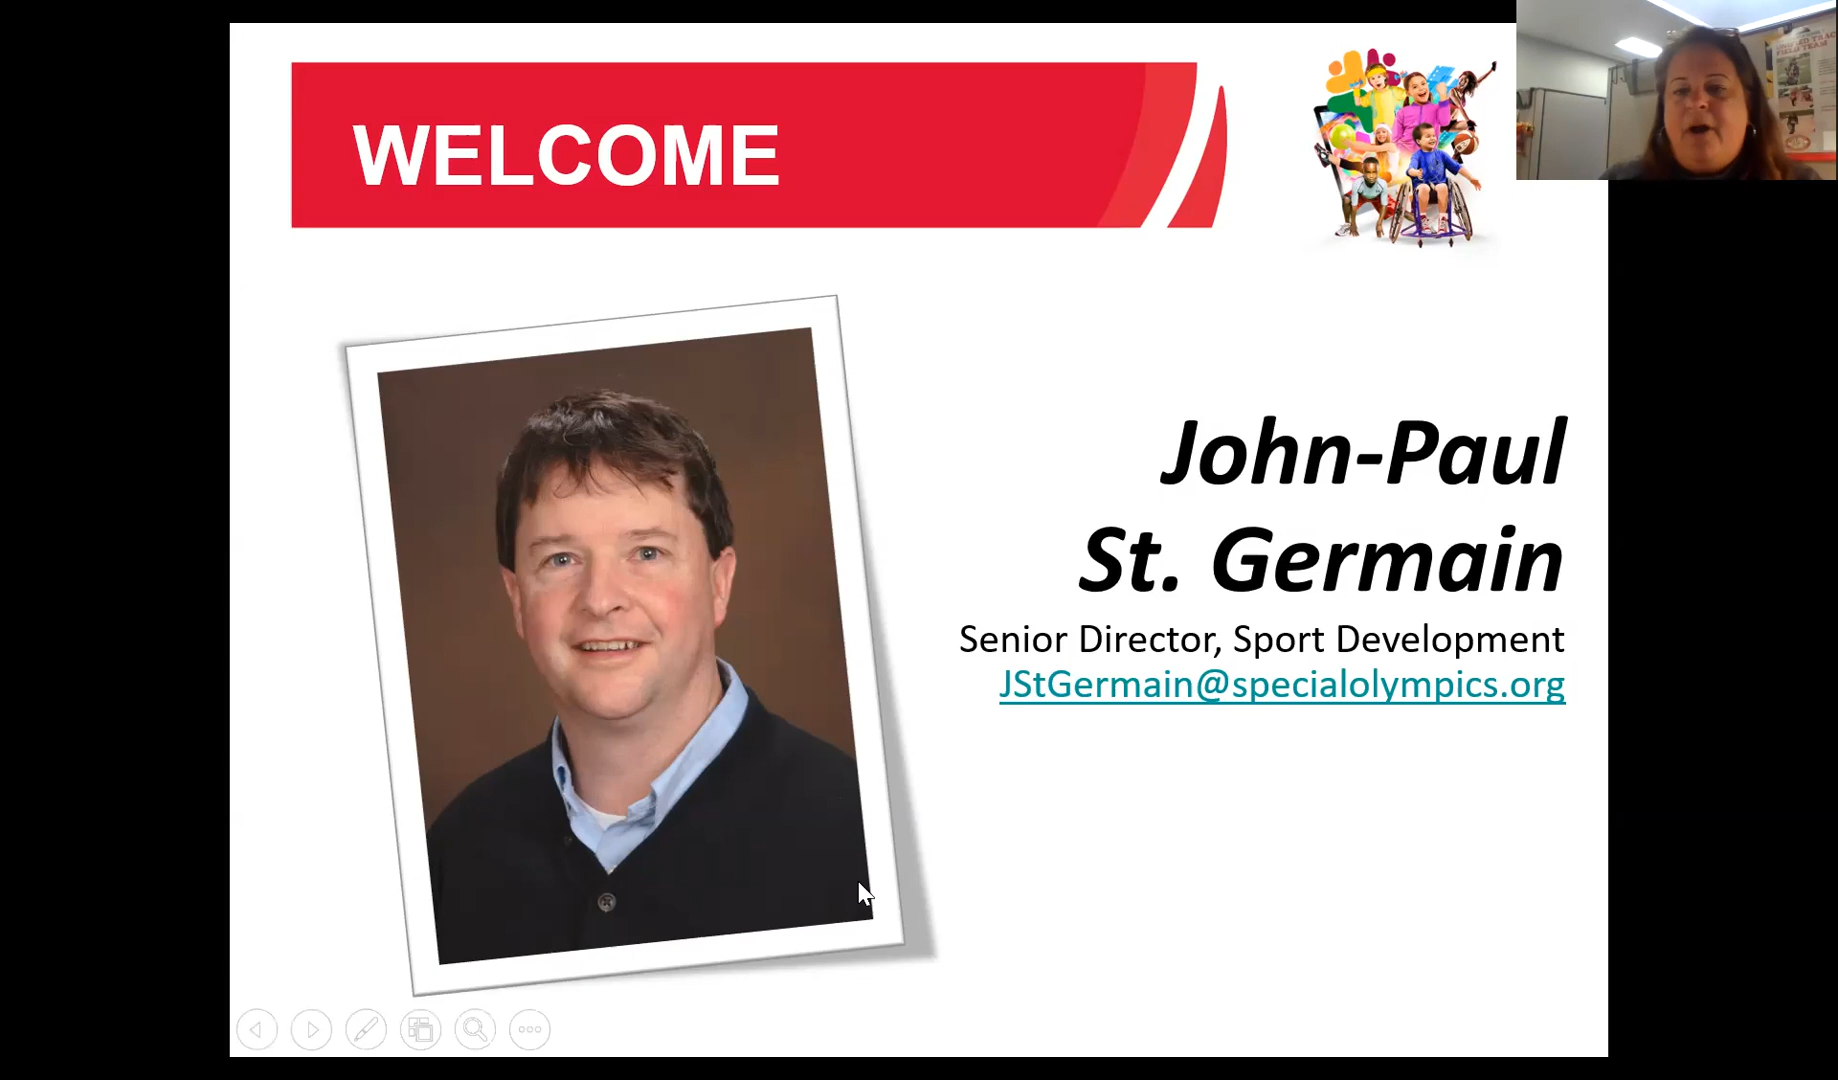 WELCOME
John-Paul
St. Germain
Senior Director, Sport Development
JStGermain@specialolympics.org